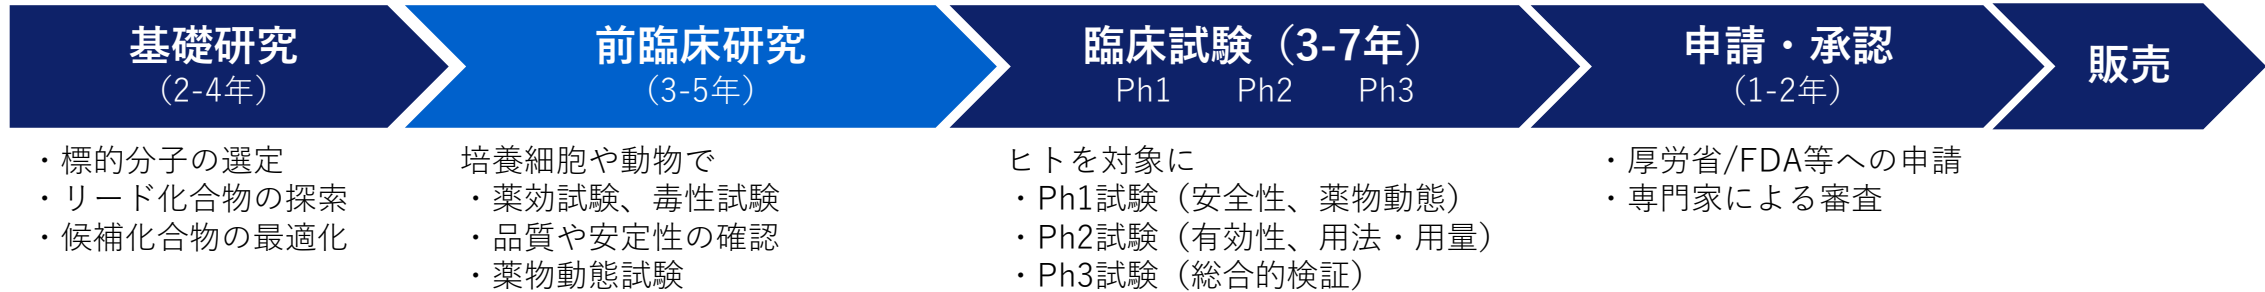 基礎研究
（2-4年）
・標的分子の選定
・リード化合物の探索
・候補化合物の最適化
前臨床研究
（3-5年）
培養細胞や動物で
・薬効試験、毒性試験
・品質や安定性の確認
・薬物動態試験
臨床試験（3-7年）
Ph1 Ph2 Ph3
ヒトを対象に
・Ph1試験（安全性、薬物動態）
・Ph2試験（有効性、用法・用量）
・Ph3試験（総合的検証）
申請・承認
（1-2年）
・厚労省/FDA等への申請
・専門家による審査
販売